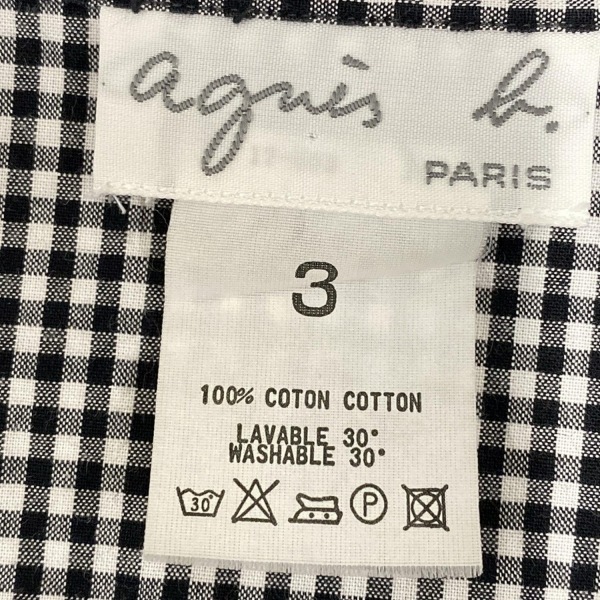 agnès b.
PARIS
3
100% COTON COTTON
LAVABLE 30°
WASHABLE 30°
30° P